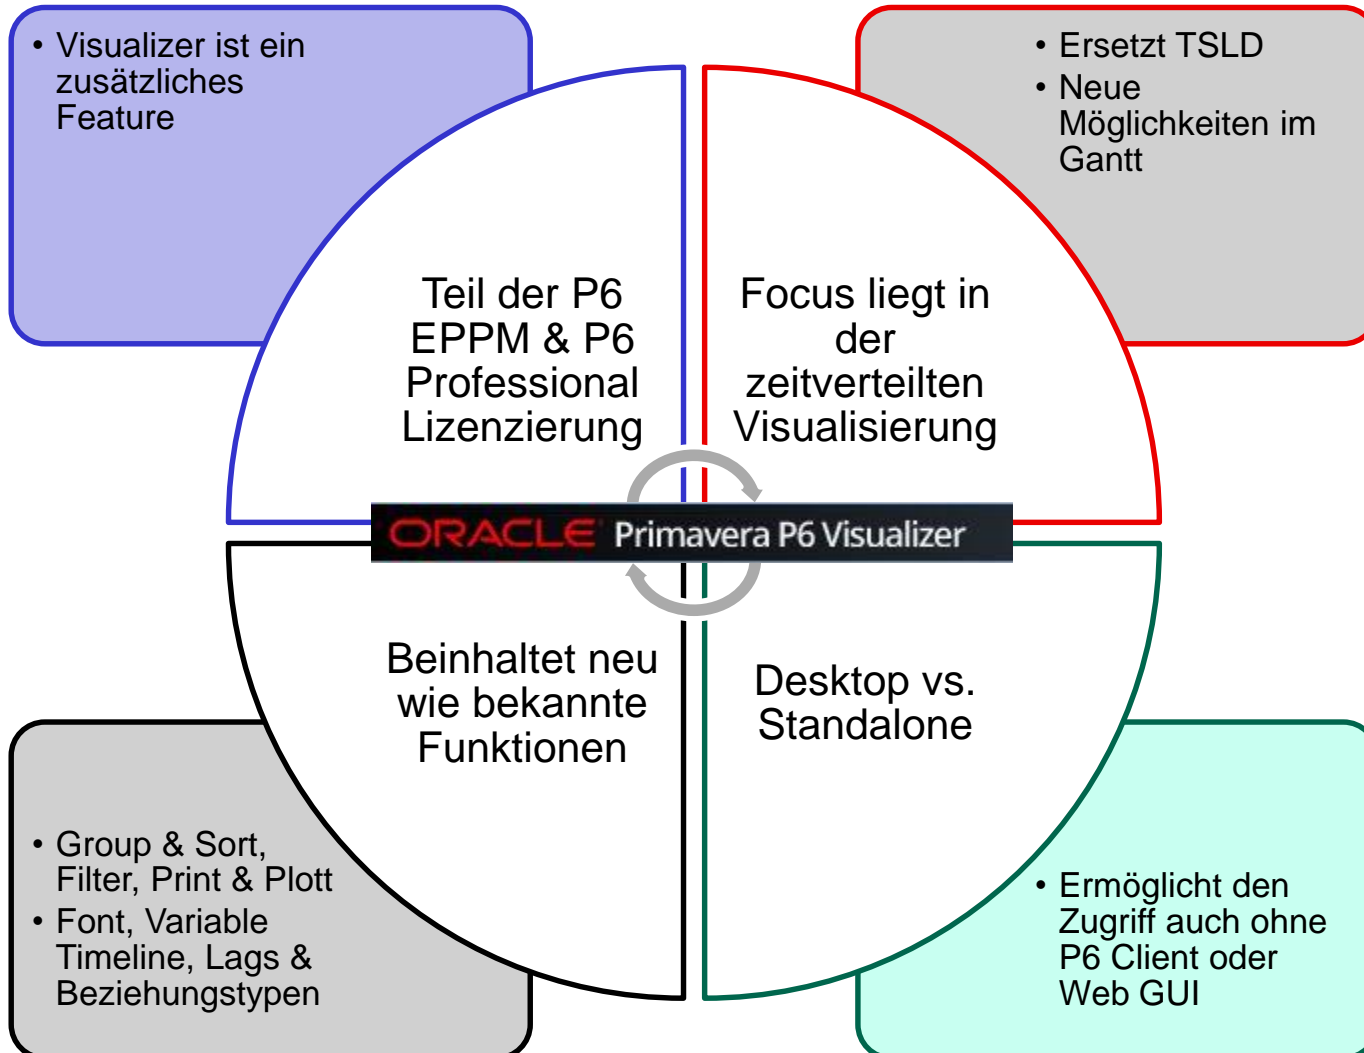 • Visualizer ist ein
zusätzliches
Feature
• Ersetzt TSLD
• Neue
Möglichkeiten im
Gantt
Teil der P6
EPPM & P6
Professional
Lizenzierung
Focus liegt in
der
zeitverteilten
Visualisierung
ORACLE Primavera P6 Visualizer
Beinhaltet neu
wie bekannte
Funktionen
Desktop vs.
Standalone
• Group & Sort,
Filter, Print & Plott
• Font, Variable
Timeline, Lags &
Beziehungstypen
• Ermöglicht den
Zugriff auch ohne
P6 Client oder
Web GUI